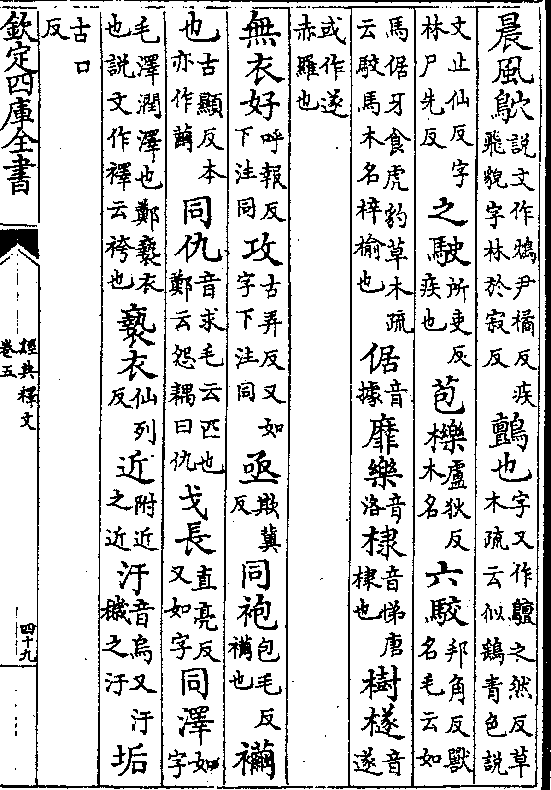 晨風鴥説文作鴪尹橘反疾飛貌字林於寂反鸇也字又作鸇之然反草木疏云似鷂青色説
文止仙反字林尸先反之駛所吏反疾也苞櫟盧狄反木名六駮邦角反獸名毛云如
馬倨牙食虎豹草木疏云駮馬木名梓榆也倨音據靡樂音洛棣音悌唐棣也樹檖音遂
或作遂赤羅也
無衣好呼報反下注同攻古弄反又如字下注同亟欺冀反同袍包毛反襺也襺
也古顯反本亦作繭同仇音求毛云匹也鄭云怨耦曰仇戈長直亮反又如字同澤如字
毛澤潤澤也鄭褻衣也説文作襗云袴也褻衣仙列反近附近之近汙音烏又汙穢之汙垢
古口反
欽定四庫全書
經典釋文
卷五
四十九